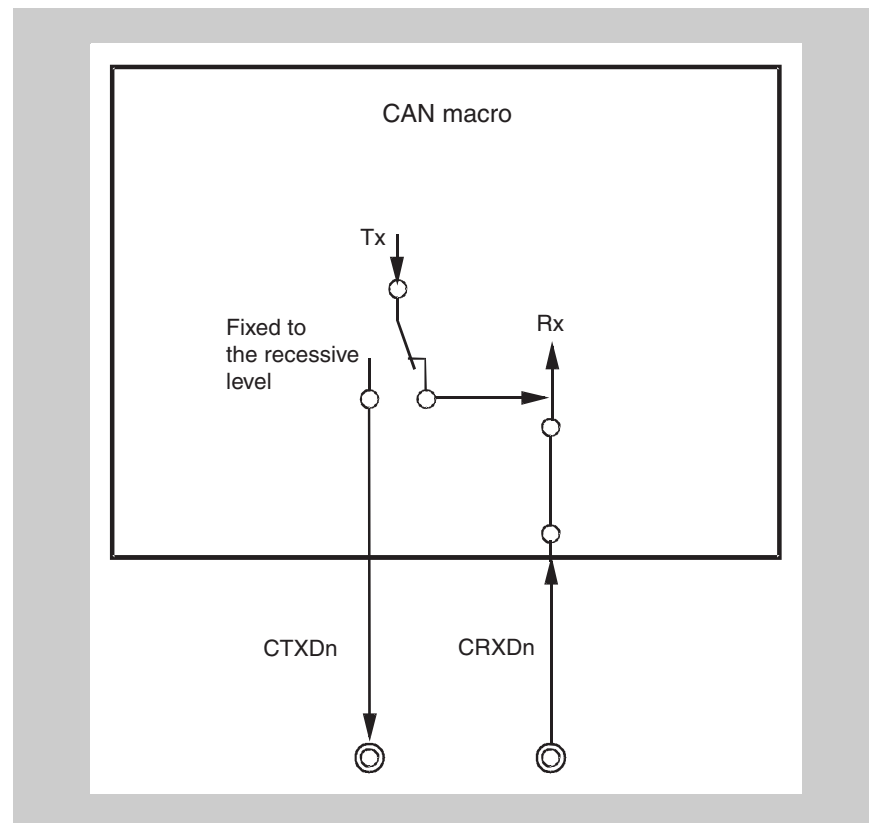 CAN macro
Tx
Fixed to
the recessive
level
Rx
CTXDn
CRXDn